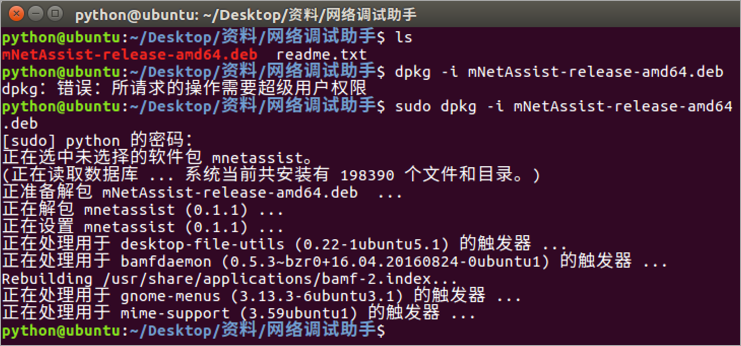 python@ubuntu: ~/Desktop/资料/网络调试助手
python@ubuntu:~/Desktop/资料/网络调试助手$ ls
mNetAssist-release-amd64.deb  readme.txt
python@ubuntu:~/Desktop/资料/网络调试助手$ dpkg -i mNetAssist-release-amd64.deb
dpkg: 错误: 所请求的操作需要超级用户权限
python@ubuntu:~/Desktop/资料/网络调试助手$ sudo dpkg -i mNetAssist-release-amd64
.deb
[sudo] python 的密码:
正在选中未选择的软件包 mnetassist。
(正在读取数据库 ... 系统当前共安装有 198390 个文件和目录。)
正准备解包 mNetAssist-release-amd64.deb  ...
正在解包 mnetassist (0.1.1) ...
正在设置 mnetassist (0.1.1) ...
正在处理用于 desktop-file-utils (0.22-1ubuntu5.1) 的触发器 ...
正在处理用于 bamfdaemon (0.5.3~bzr0+16.04.20160824-0ubuntu1) 的触发器 ...
Rebuilding /usr/share/applications/bamf-2.index...
正在处理用于 gnome-menus (3.13.3-6ubuntu3.1) 的触发器 ...
正在处理用于 mime-support (3.59ubuntu1) 的触发器 ...
python@ubuntu:~/Desktop/资料/网络调试助手$